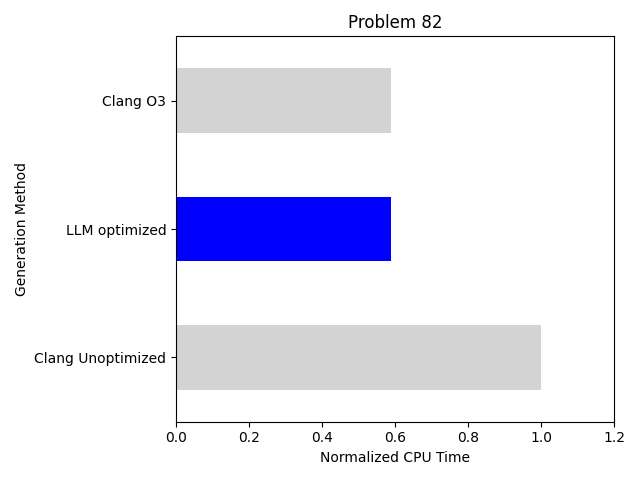 Problem 82
Generation Method
Clang O3
LLM optimized
Clang Unoptimized
0.0 0.2 0.4 0.6 0.8 1.0 1.2
Normalized CPU Time